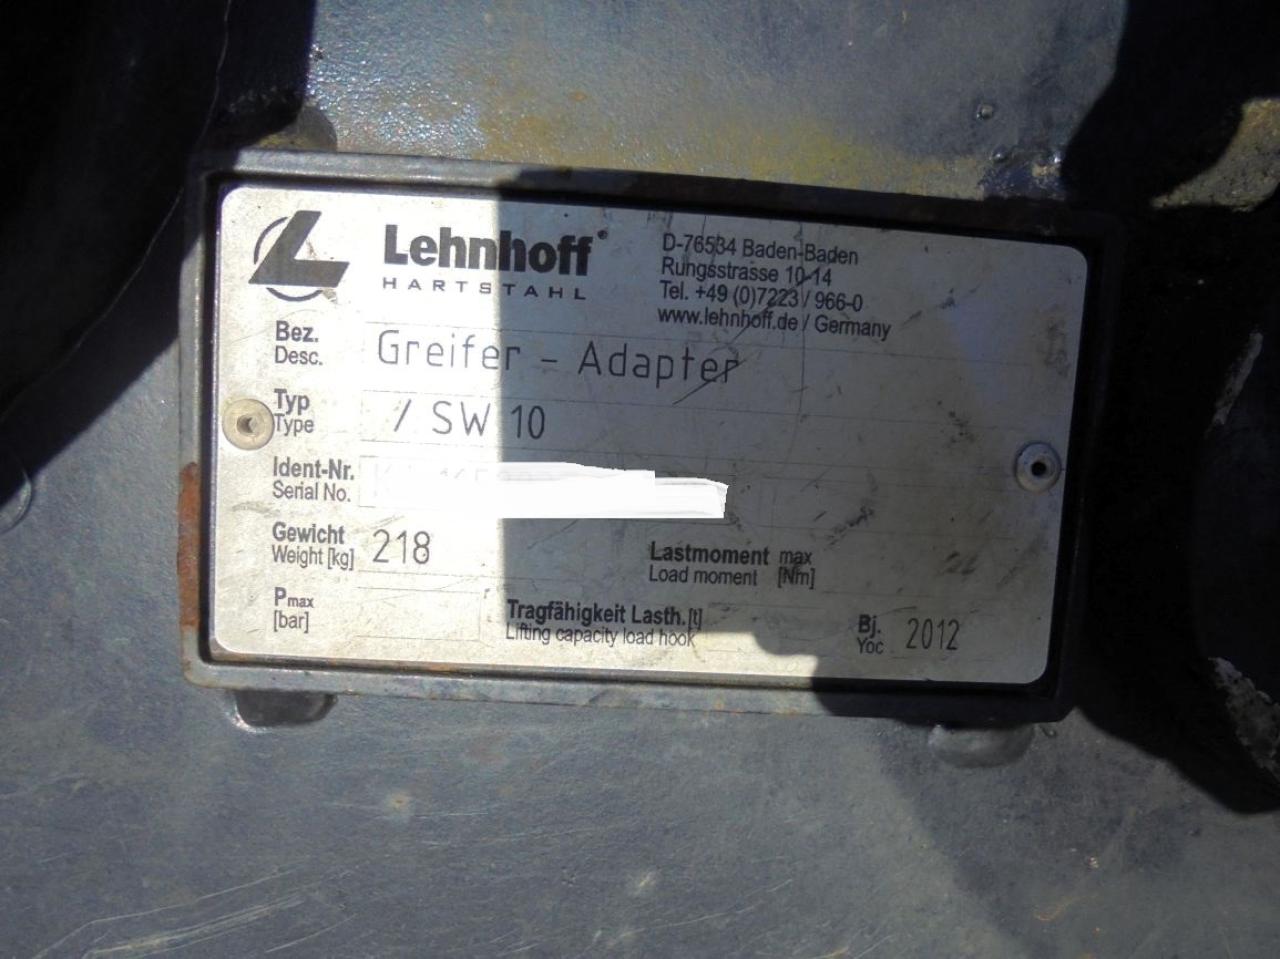 Lehnhoff
HARTSTAHL
D-76534 Baden-Baden
Rungsstrasse 10-14
Tel. +49 (0)7223 / 966-0
www.lehnhoff.de / Germany
Bez.
Desc.
Greifer - Adapter
Typ
Type
/ SW 10
Ident-Nr.
Serial No.
Gewicht
Weight [kg]
218
Lastmoment max
Load moment [Nm]
Pmax
[bar]
Tragfähigkeit Lasth.[t]
Lifting capacity load hook
Bj.
Yoc
2012